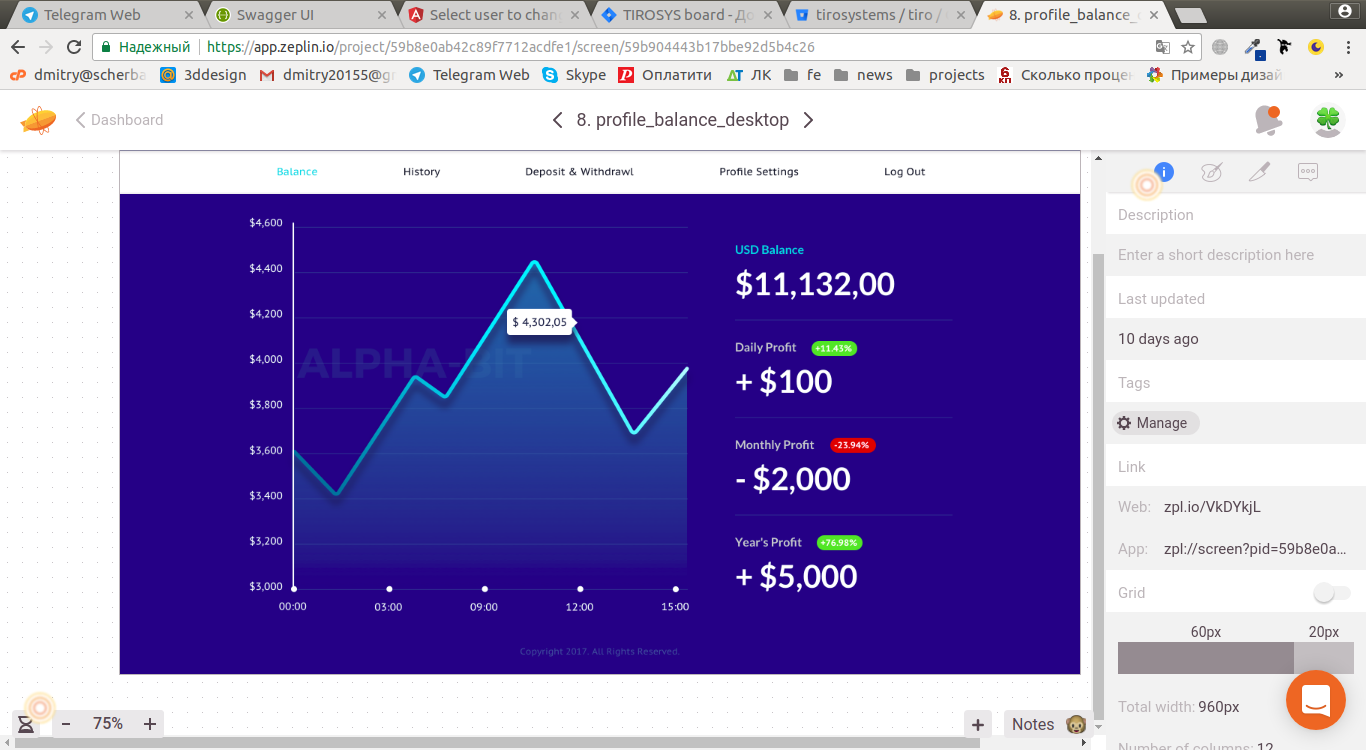 Telegram Web
Swagger UI
Select user to chan
TIROSYS board - До
tirosystems / tiro /
8. profile_balance_
Надежный
https://app.zeplin.io/project/59b8e0ab42c89f7712acdfe1/screen/59b904443b17bbe92d5b4c26
dmitry@scherba
3ddesign
dmitry20155@g
Telegram Web
Skype
Оплатити
ЛК
fe
news
projects
Сколько процен
Примеры дизай
»
Dashboard
8. profile_balance_desktop
Balance
History
Deposit & Withdrawl
Profile Settings
Log Out
$4,600
$4,400
$4,200
$4,000
$3,800
$3,600
$3,400
$3,200
$3,000
00:00
03:00
09:00
12:00
15:00
ALPHA-BIT
$ 4,302,05
USD Balance
$11,132,00
Daily Profit +11.43%
+ $100
Monthly Profit -23.94%
- $2,000
Year's Profit +76.98%
+ $5,000
Copyright 2017. All Rights Reserved.
Description
Enter a short description here
Last updated
10 days ago
Tags
Manage
Link
Web: zpl.io/VkDYkjL
App: zpl://screen?pid=59b8e0a...
Grid
60px 20px
Total width: 960px
Number of columns: 12
- 75% +
+
Notes